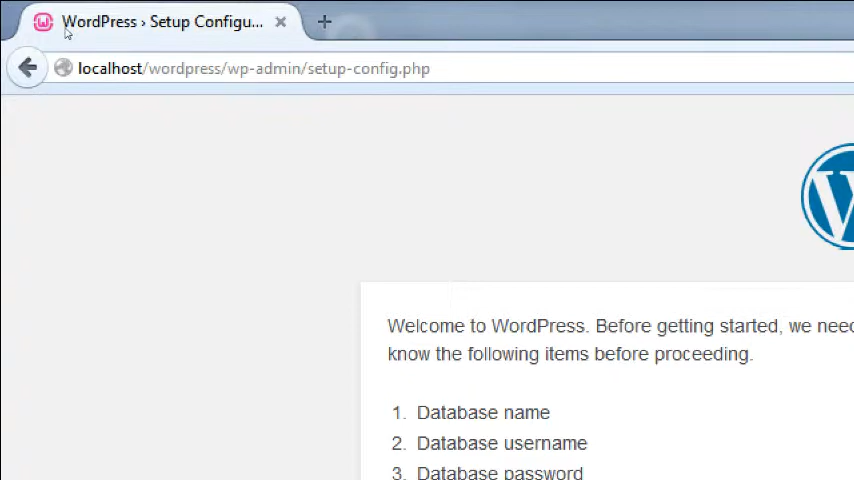 WordPress › Setup Configu...
localhost/wordpress/wp-admin/setup-config.php
Welcome to WordPress. Before getting started, we need
know the following items before proceeding.
1. Database name
2. Database username
3. Database password